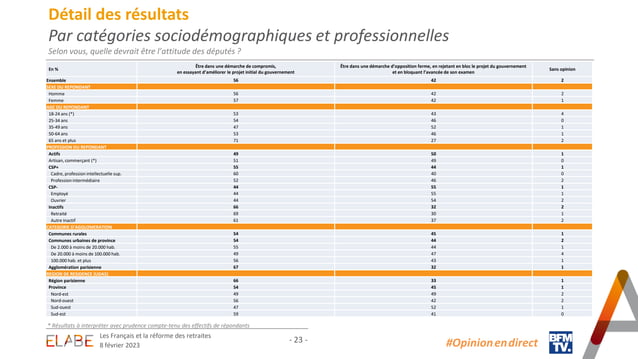 Détail des résultats
Par catégories sociodémographiques et professionnelles
Selon vous, quelle devrait être l'attitude des députés ?
En % Être dans une démarche de compromis, en essayant d'améliorer le projet initial du gouvernement Être dans une démarche d'opposition ferme, en rejetant en bloc le projet du gouvernement et en bloquant l'avancée de son examen Sans opinion
Ensemble 56 42 2
SEXE DU REPONDANT
Homme 56 42 2
Femme 57 42 1
AGE DU REPONDANT
18-24 ans (*) 53 43 4
25-34 ans 54 46 0
35-49 ans 47 52 1
50-64 ans 53 46 1
65 ans et plus 71 27 2
PROFESSION DU REPONDANT
Actifs 49 50 1
Artisan, commerçant (*) 51 49 0
CSP+ 55 44 1
Cadre, profession intellectuelle sup. 60 40 0
Profession intermédiaire 52 46 2
CSP- 44 55 1
Employé 44 55 1
Ouvrier 44 54 2
Inactifs 66 32 2
Retraité 69 30 1
Autre inactif 61 37 2
CATEGORIE D'AGGLOMERATION
Communes rurales 54 45 1
Communes urbaines de province 54 44 2
De 2.000 à moins de 20.000 hab. 55 44 1
De 20.000 à moins de 100.000 hab. 49 47 4
100.000 hab. et plus 56 43 1
Agglomération parisienne 67 32 1
REGION DE RESIDENCE (UDA5)
Région parisienne 66 33 1
Province 54 45 1
Nord-est 49 49 2
Nord-ouest 56 42 2
Sud-ouest 47 52 1
Sud-est 59 41 0
* Résultats à interpréter avec prudence compte-tenu des effectifs de répondants
ELABE
Les Français et la réforme des retraites
8 février 2023
- 23 -
#Opinion en direct
BFM
TV.